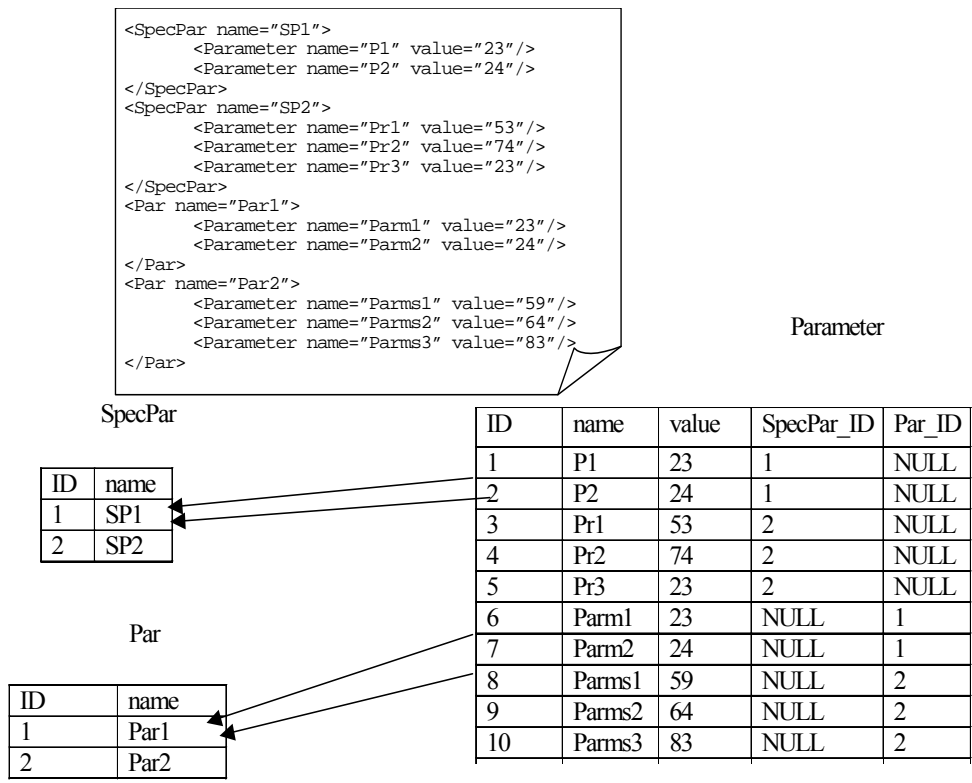 <SpecPar name="SP1">
<Parameter name="P1" value="23"/>
<Parameter name="P2" value="24"/>
</SpecPar>
<SpecPar name="SP2">
<Parameter name="Pr1" value="53"/>
<Parameter name="Pr2" value="74"/>
<Parameter name="Pr3" value="23"/>
</SpecPar>
<Par name="Par1">
<Parameter name="Parm1" value="23"/>
<Parameter name="Parm2" value="24"/>
</Par>
<Par name="Par2">
<Parameter name="Parms1" value="59"/>
<Parameter name="Parms2" value="64"/>
<Parameter name="Parms3" value="83"/>
</Par>
Parameter
SpecPar
ID name
1 SP1
2 SP2
ID name value SpecPar_ID Par_ID
1 P1 23 1 NULL
2 P2 24 1 NULL
3 Pr1 53 2 NULL
4 Pr2 74 2 NULL
5 Pr3 23 2 NULL
6 Parm1 23 NULL 1
7 Parm2 24 NULL 1
8 Parms1 59 NULL 2
9 Parms2 64 NULL 2
10 Parms3 83 NULL 2
Par
ID name
1 Par1
2 Par2